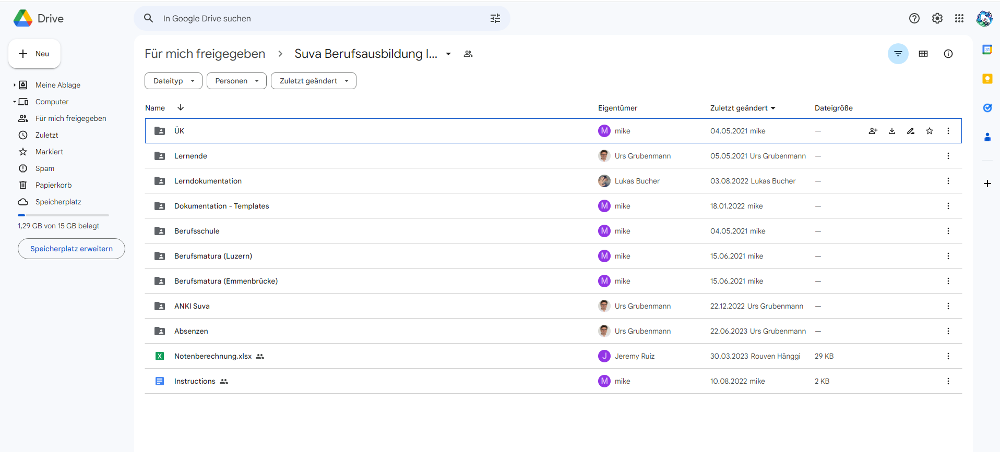 Drive
In Google Drive suchen
Neu
Meine Ablage
Computer
Für mich freigegeben
Zuletzt
Markiert
Spam
Papierkorb
Speicherplatz
1,29 GB von 15 GB belegt
Speicherplatz erweitern
Für mich freigegeben > Suva Berufsausbildung I...
Dateityp Personen Zuletzt geändert
Name Eigentümer Zuletzt geändert Dateigröße
ÜK M mike 04.05.2021 mike —
Lernende Urs Grubenmann 05.05.2021 Urs Grubenmann —
Lerndokumentation Lukas Bucher 03.08.2022 Lukas Bucher —
Dokumentation - Templates M mike 18.01.2022 mike —
Berufsschule M mike 04.05.2021 mike —
Berufsmatura (Luzern) M mike 15.06.2021 mike —
Berufsmatura (Emmenbrücke) M mike 15.06.2021 mike —
ANKI Suva Urs Grubenmann 22.12.2022 Urs Grubenmann —
Absenzen Urs Grubenmann 22.06.2023 Urs Grubenmann —
X Notenberechnung.xlsx J Jeremy Ruiz 30.03.2023 Rouven Hänggi 29 KB
Instructions M mike 10.08.2022 mike 2 KB
31